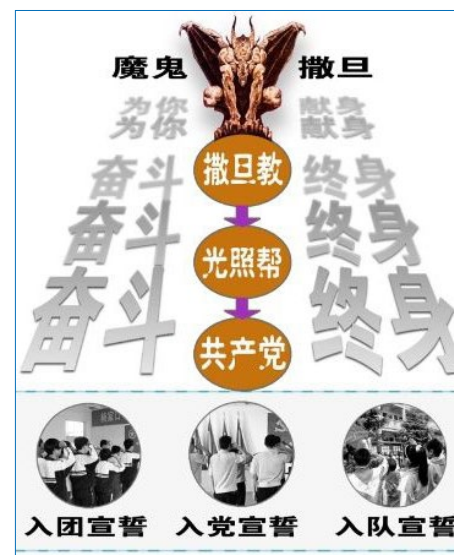 魔鬼 撒旦
为你 献身
为你 献身
奋斗 撒旦教 终身
奋斗 光照帮 终身
奋斗 共产党 终身
入团宣誓 入党宣誓 入队宣誓